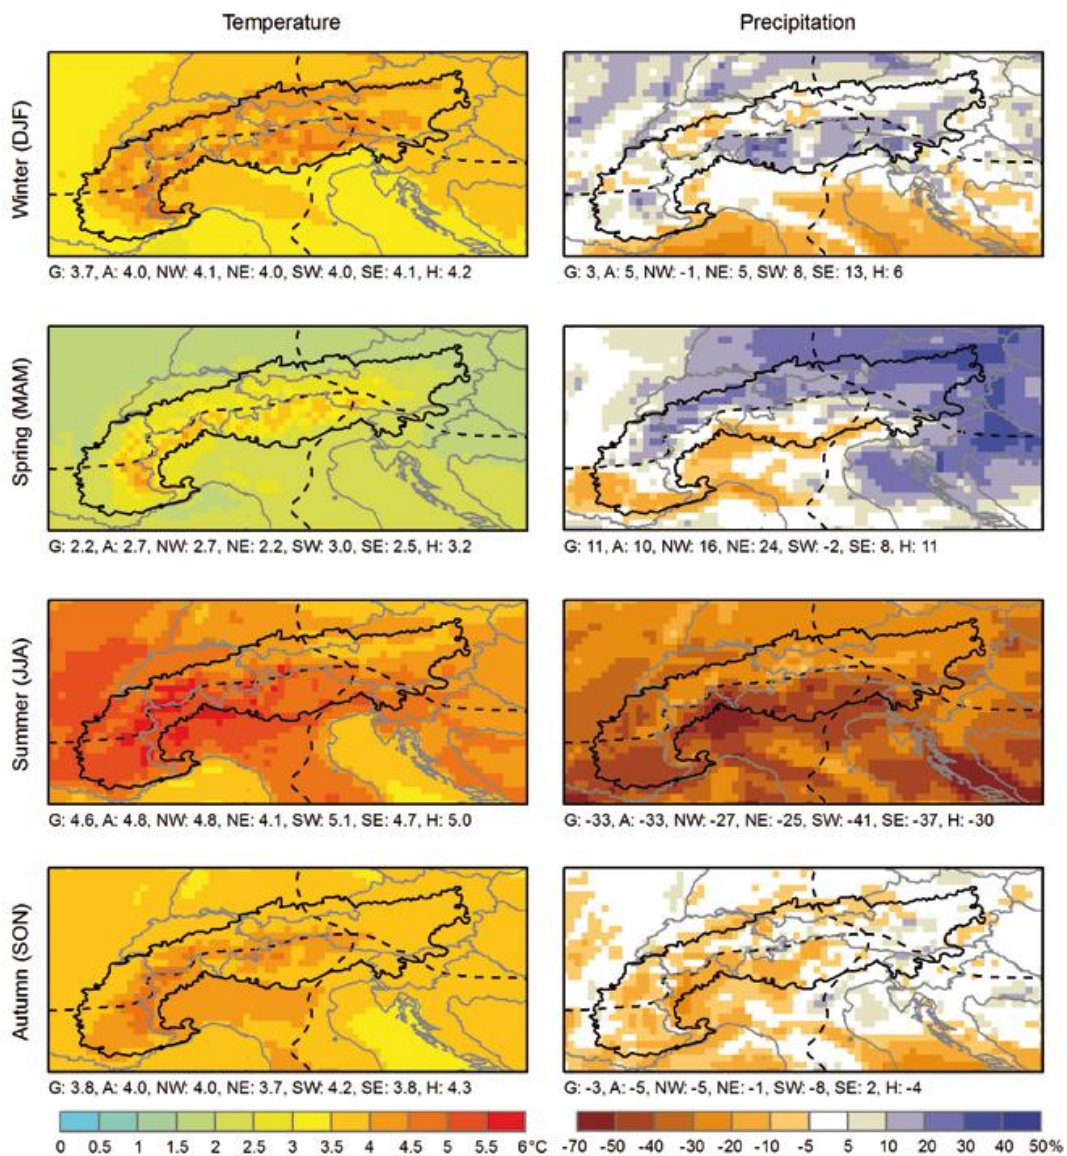 Temperature
Precipitation
Winter (DJF)
G: 3.7, A: 4.0, NW: 4.1, NE: 4.0, SW: 4.0, SE: 4.1, H: 4.2
G: 3, A: 5, NW: -1, NE: 5, SW: 8, SE: 13, H: 6
Spring (MAM)
G: 2.2, A: 2.7, NW: 2.7, NE: 2.2, SW: 3.0, SE: 2.5, H: 3.2
G: 11, A: 10, NW: 16, NE: 24, SW: -2, SE: 8, H: 11
Summer (JJA)
G: 4.6, A: 4.8, NW: 4.8, NE: 4.1, SW: 5.1, SE: 4.7, H: 5.0
G: -33, A: -33, NW: -27, NE: -25, SW: -41, SE: -37, H: -30
Autumn (SON)
G: 3.8, A: 4.0, NW: 4.0, NE: 3.7, SW: 4.2, SE: 3.8, H: 4.3
G: -3, A: -5, NW: -5, NE: -1, SW: -8, SE: 2, H: -4
0 0.5 1 1.5 2 2.5 3 3.5 4 4.5 5 5.5 6°C
-70 -50 -40 -30 -20 -10 -5 5 10 20 30 40 50%